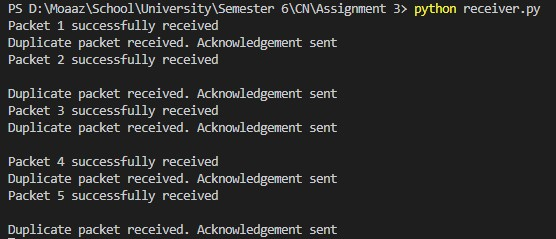 PS D:\Moaaz\School\University\Semester 6\CN\Assignment 3> python receiver.py
Packet 1 successfully received
Duplicate packet received. Acknowledgement sent
Packet 2 successfully received

Duplicate packet received. Acknowledgement sent
Packet 3 successfully received
Duplicate packet received. Acknowledgement sent

Packet 4 successfully received
Duplicate packet received. Acknowledgement sent
Packet 5 successfully received

Duplicate packet received. Acknowledgement sent